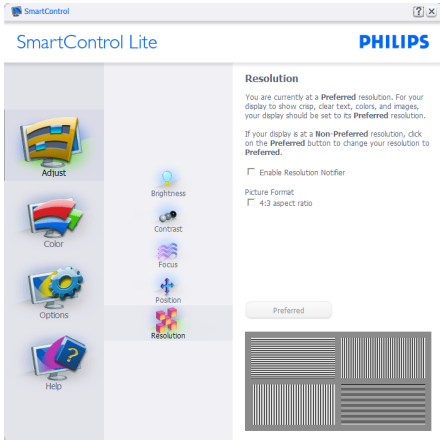 SmartControl
SmartControl Lite
PHILIPS
Adjust
Color
Options
Help
Brightness
Contrast
Focus
Position
Resolution
Resolution
You are currently at a Preferred resolution. For your
display to show crisp, clear text, colors, and images,
your display should be set to its Preferred resolution.
If your display is at a Non-Preferred resolution, click
on the Preferred button to change your resolution to
Preferred.
Enable Resolution Notifier
Picture Format
4:3 aspect ratio
Preferred